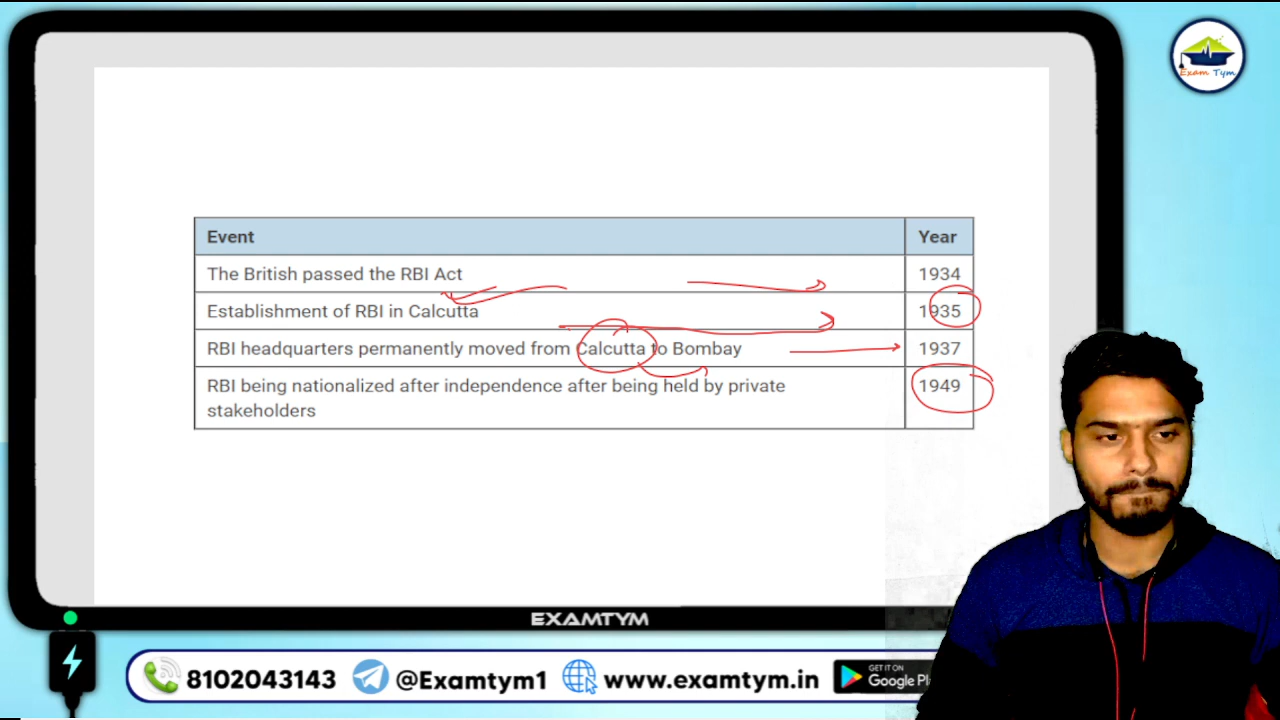 Exam Tym
Event Year
The British passed the RBI Act 1934
Establishment of RBI in Calcutta 1935
RBI headquarters permanently moved from Calcutta to Bombay 1937
RBI being nationalized after independence after being held by private 1949
stakeholders
EXAMTYM
8102043143 @Examtym1 www.examtym.in GET IT ON
Google